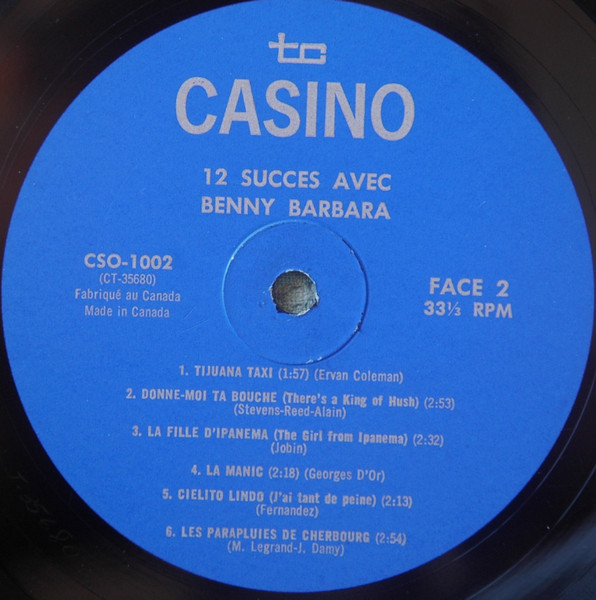 tc
CASINO
12 SUCCES AVEC
BENNY BARBARA
CSO-1002
(CT-35680)
Fabriqué au Canada
Made in Canada
FACE 2
33⅓ RPM
1. TIJUANA TAXI (1:57) (Ervan Coleman)
2. DONNE-MOI TA BOUCHE (There's a King of Hush) (2:53)
(Stevens-Reed-Alain)
3. LA FILLE D'IPANEMA (The Girl from Ipanema) (2:32)
(Jobin)
4. LA MANIC (2:18) (Georges D'Or)
5. CIELITO LINDO (J'ai tant de peine) (2:13)
(Fernandez)
6. LES PARAPLUIES DE CHERBOURG (2:54)
(M. Legrand-J. Damy)